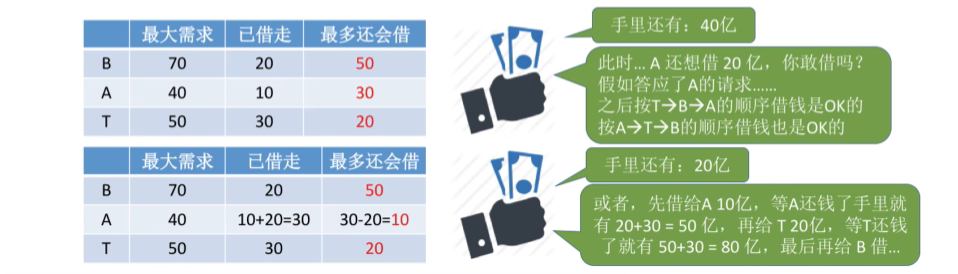 最大需求 已借走 最多还会借
B 70 20 50
A 40 10 30
T 50 30 20
手里还有：40亿
此时… A 还想借 20 亿，你敢借吗？
假如答应了A的请求……
之后按T→B→A的顺序借钱是OK的
按A→T→B的顺序借钱也是OK的
最大需求 已借走 最多还会借
B 70 20 50
A 40 10+20=30 30-20=10
T 50 30 20
手里还有：20亿
或者，先借给A 10亿，等A还钱了手里就
有 20+30 = 50 亿，再给 T 20亿，等T还钱
了就有 50+30 = 80 亿，最后再给 B 借…